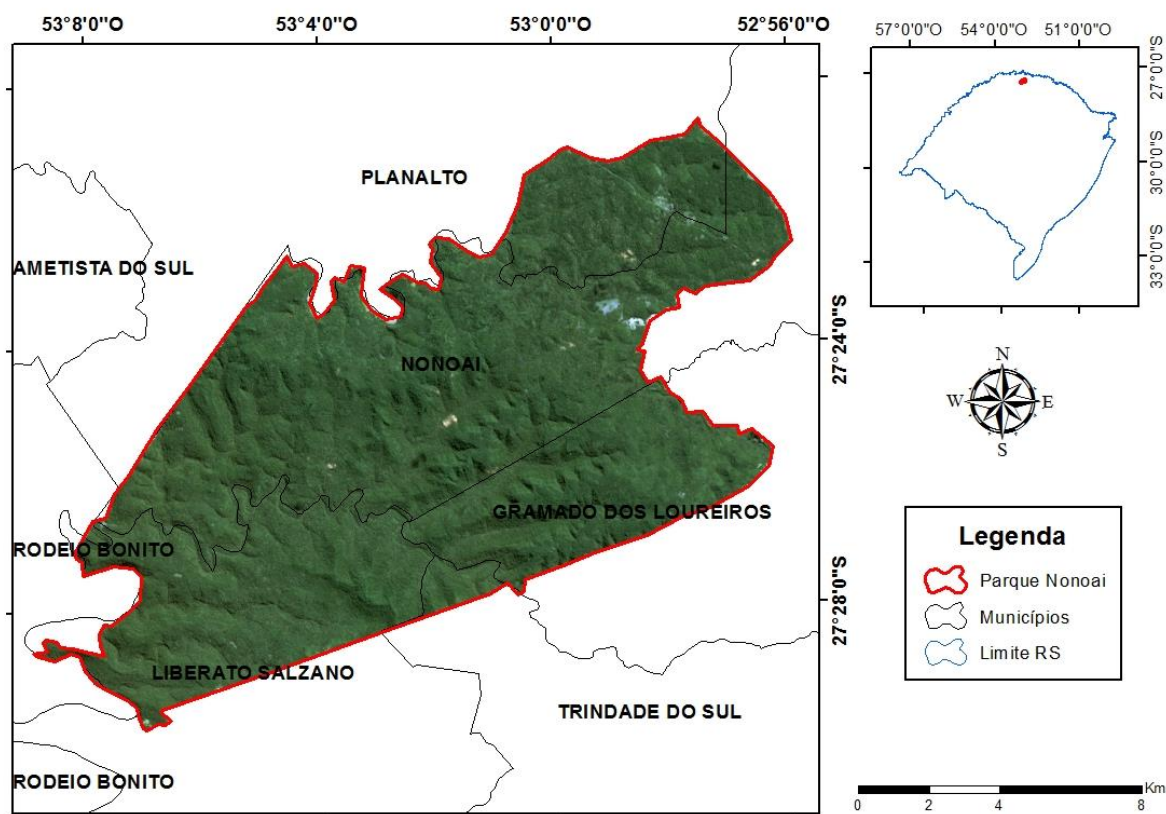 53°8'0"O
53°4'0"O
53°0'0"O
52°56'0"O
PLANALTO
AMETISTA DO SUL
NONOAI
GRAMADO DOS LOUREIROS
RODEIO BONITO
LIBERATO SALZANO
TRINDADE DO SUL
RODEIO BONITO
27°24'0"S
27°28'0"S
57°0'0"O
54°0'0"O
51°0'0"O
27°0'0"S
30°0'0"S
33°0'0"S
N
W
E
S
Legenda
Parque Nonoai
Municípios
Limite RS
Km
0
2
4
8